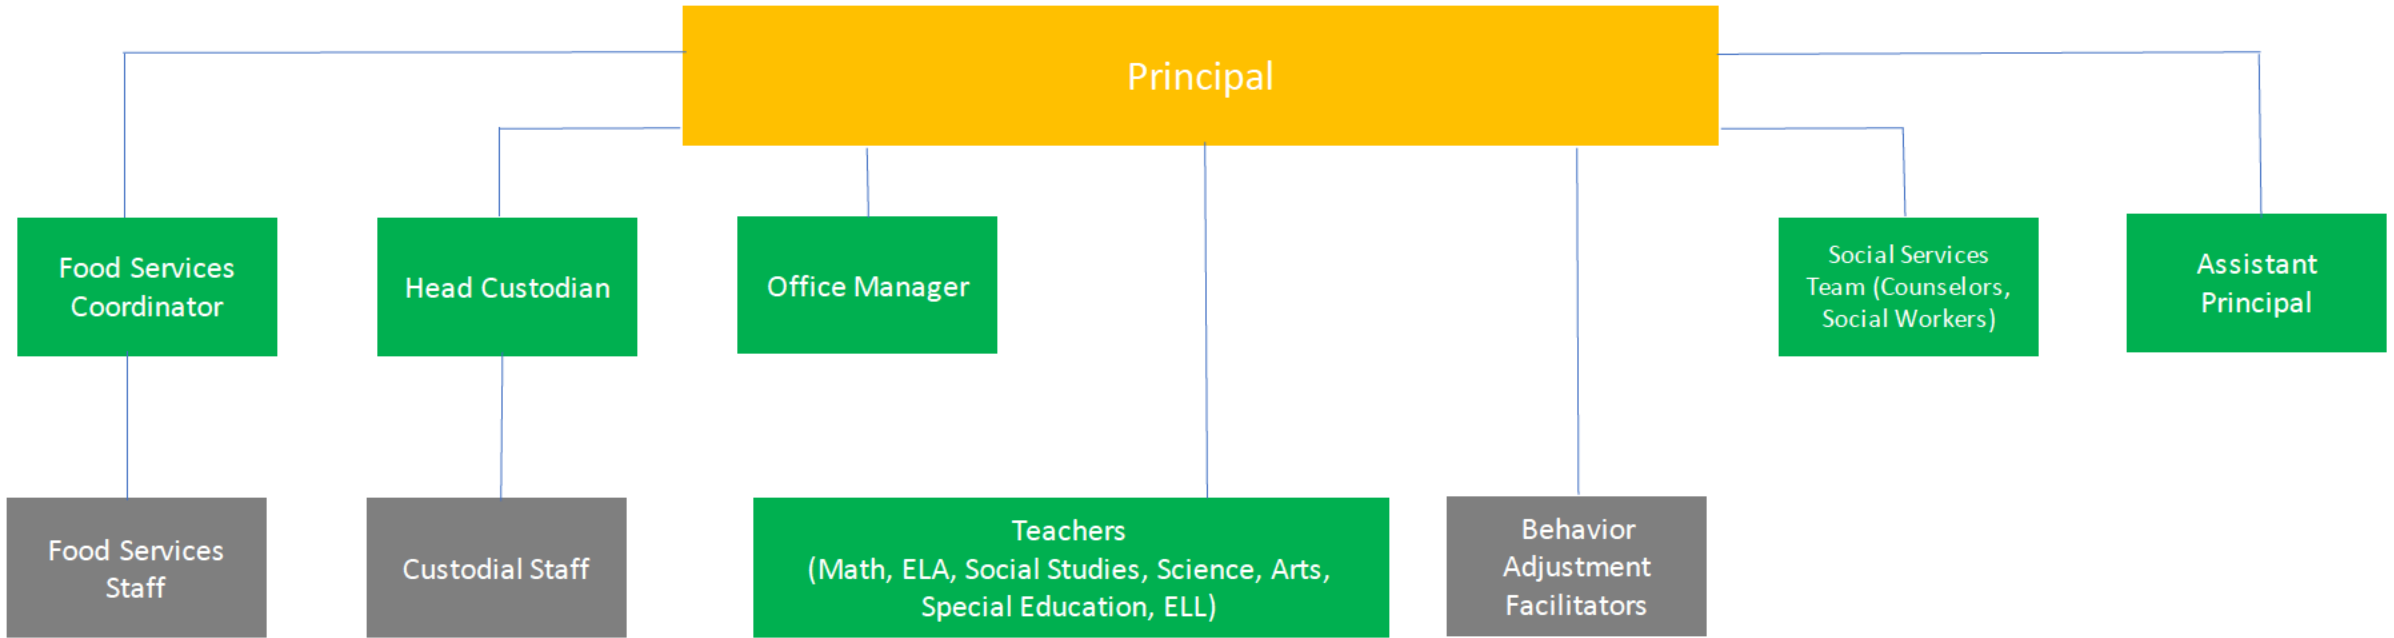 Principal
Food Services
Coordinator
Head Custodian
Office Manager
Social Services
Team (Counselors,
Social Workers)
Assistant
Principal
Food Services
Staff
Custodial Staff
Teachers
(Math, ELA, Social Studies, Science, Arts,
Special Education, ELL)
Behavior
Adjustment
Facilitators